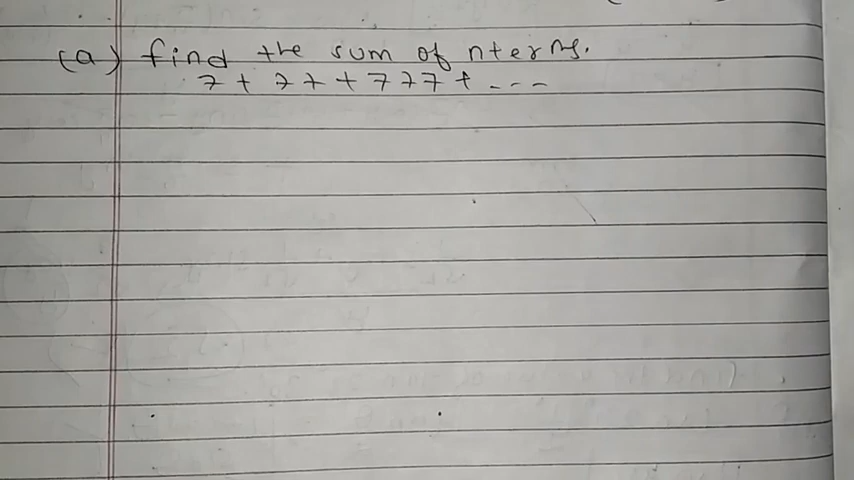 (a) find the sum of nterms.
7 + 77 + 777 + ---